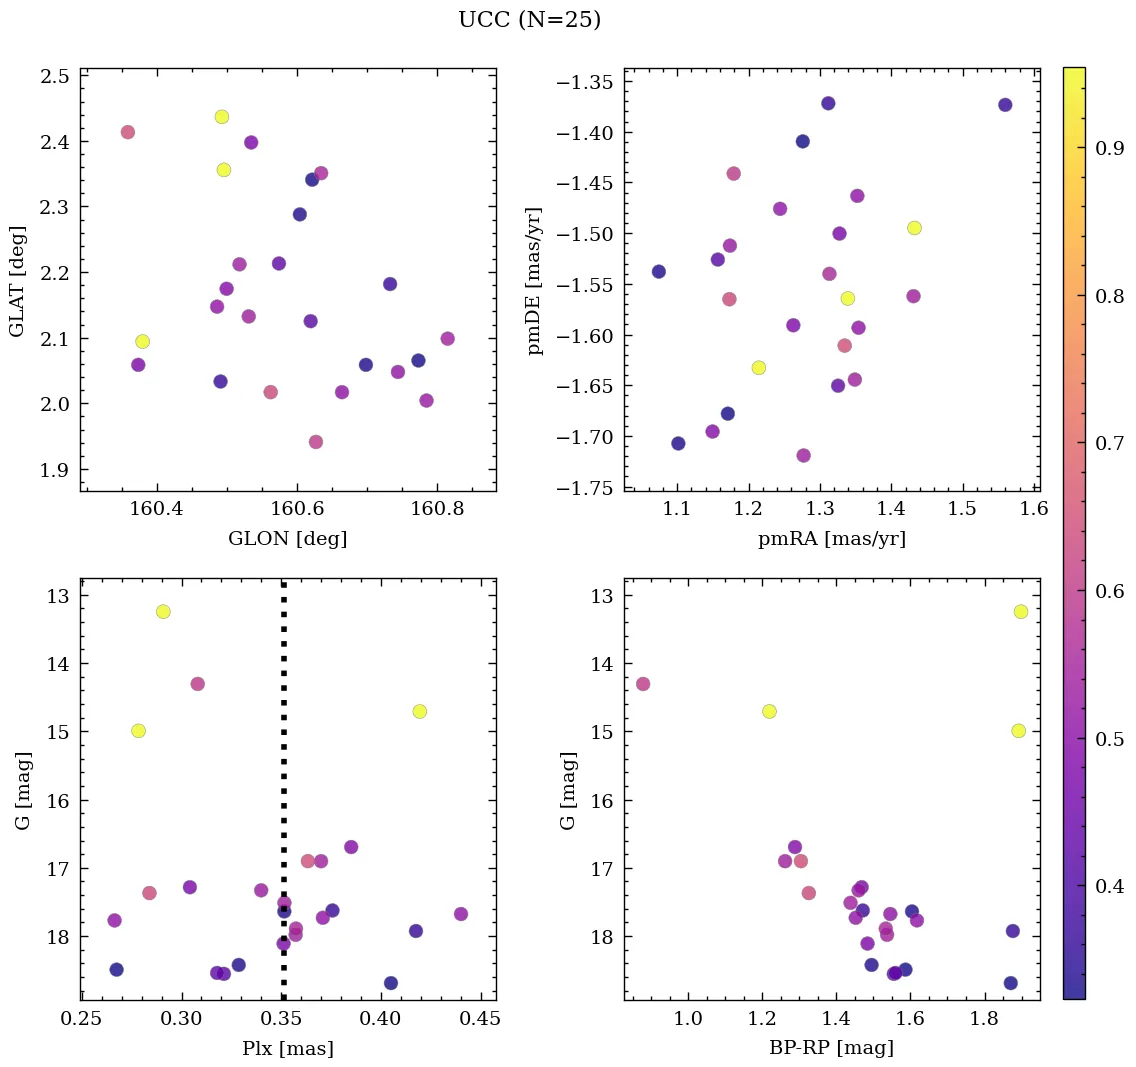 UCC (N=25)
2.5
2.4
2.3
2.2
2.1
2.0
1.9
GLAT [deg]
160.4 160.6 160.8
GLON [deg]
−1.35
−1.40
−1.45
−1.50
−1.55
−1.60
−1.65
−1.70
−1.75
pmDE [mas/yr]
1.1 1.2 1.3 1.4 1.5 1.6
pmRA [mas/yr]
13
14
15
16
17
18
G [mag]
0.25 0.30 0.35 0.40 0.45
Plx [mas]
13
14
15
16
17
18
G [mag]
1.0 1.2 1.4 1.6 1.8
BP-RP [mag]
0.9
0.8
0.7
0.6
0.5
0.4